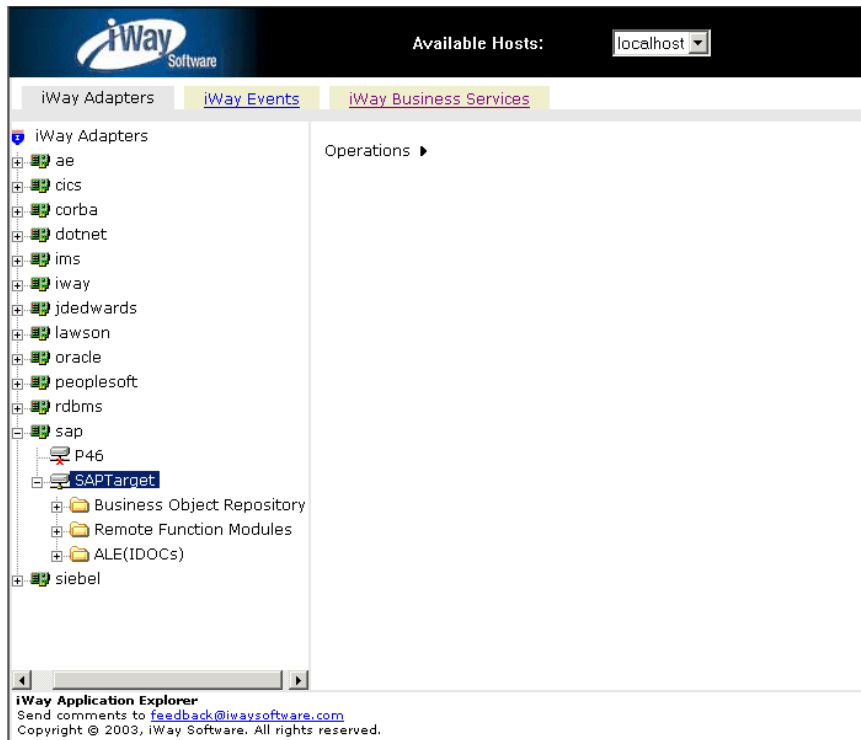 iWay
Software
Available Hosts:
localhost
iWay Adapters
iWay Events
iWay Business Services
iWay Adapters
Operations
ae
cics
corba
dotnet
ims
iway
jdedwards
lawson
oracle
peoplesoft
rdbms
sap
P46
SAPTarget
Business Object Repository
Remote Function Modules
ALE(IDOCs)
siebel
iWay Application Explorer
Send comments to feedback@iwaysoftware.com
Copyright © 2003, iWay Software. All rights reserved.